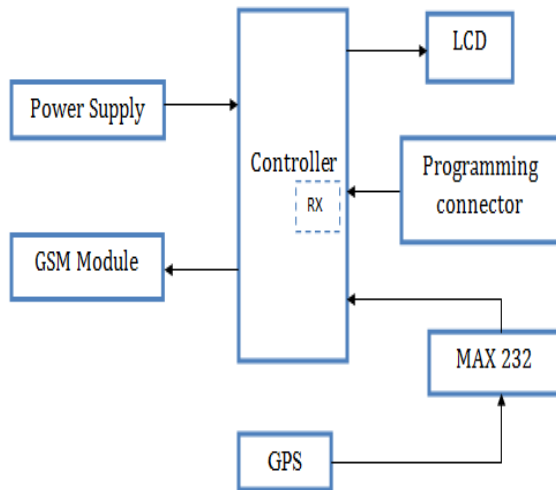 LCD
Power Supply
Controller
RX
Programming
connector
GSM Module
MAX 232
GPS